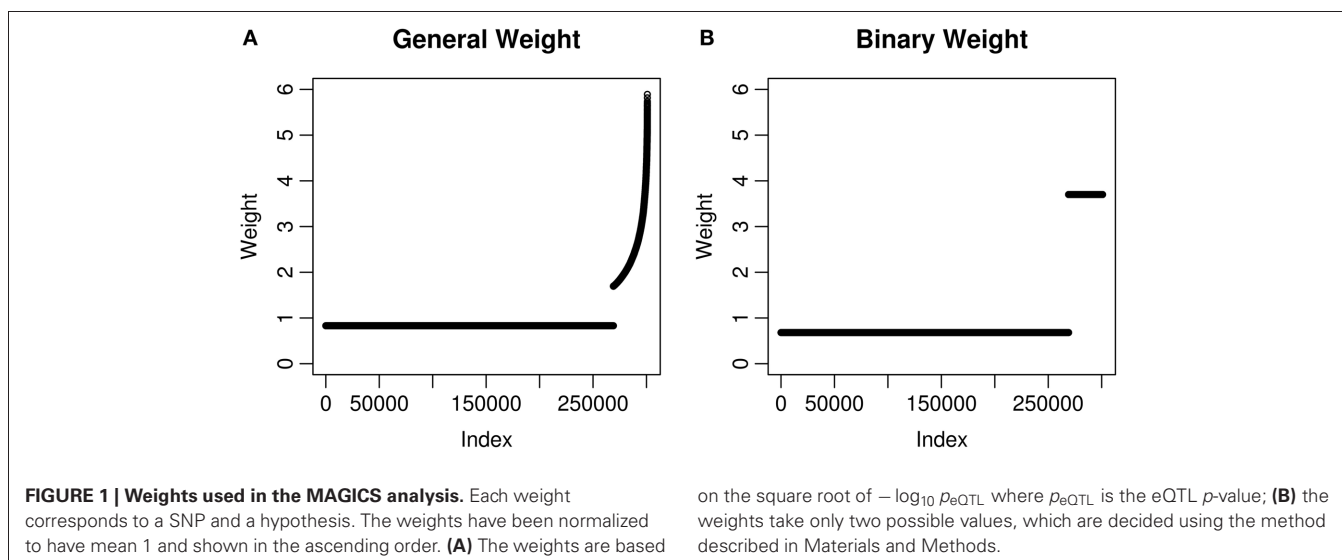 A General Weight
B Binary Weight
6
5
4
3
2
1
0
Weight
0 50000 150000 250000
Index
6
5
4
3
2
1
0
Weight
0 50000 150000 250000
Index
FIGURE 1 | Weights used in the MAGICS analysis. Each weight
corresponds to a SNP and a hypothesis. The weights have been normalized
to have mean 1 and shown in the ascending order. (A) The weights are based
on the square root of − log₁₀ p_eQTL where p_eQTL is the eQTL p-value; (B) the
weights take only two possible values, which are decided using the method
described in Materials and Methods.